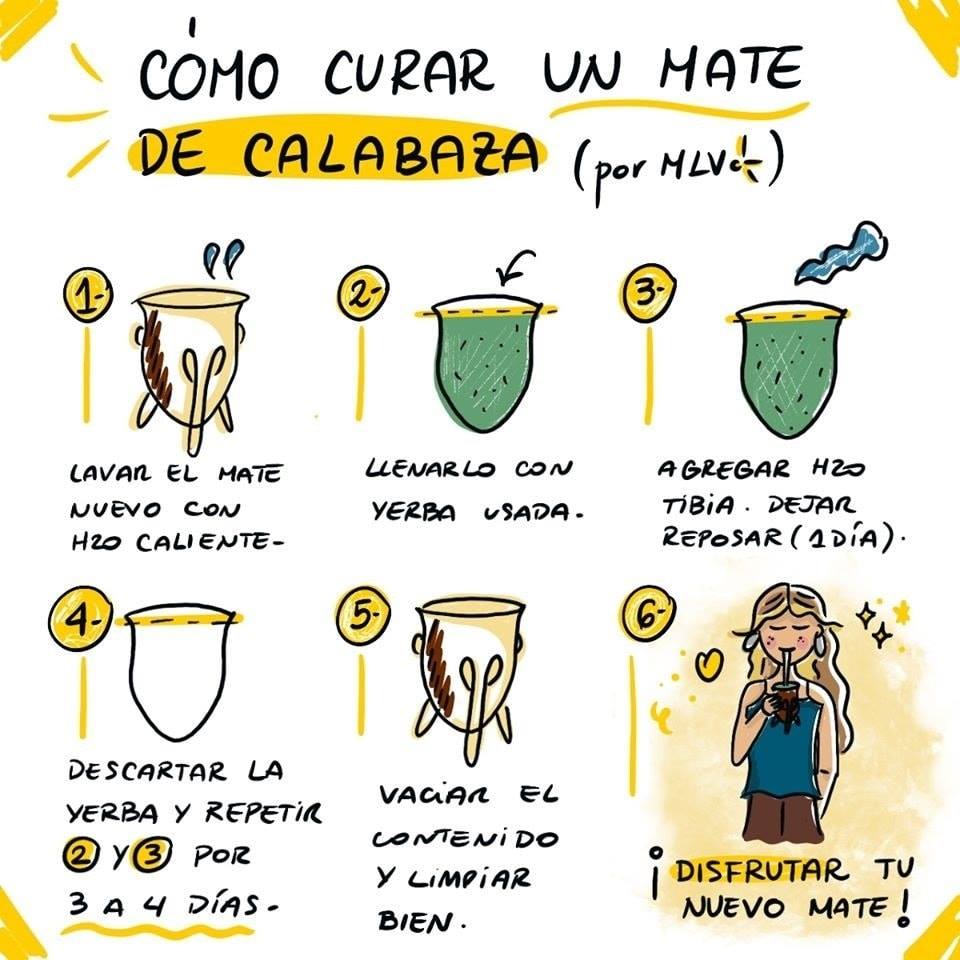 CÓMO CURAR UN MATE
DE CALABAZA (por MLV)
1-
LAVAR EL MATE
NUEVO CON
H2O CALIENTE-
2-
LLENARLO CON
YERBA USADA.
3-
AGREGAR H2O
TIBIA. DEJAR
REPOSAR (1 DÍA).
4-
DESCARTAR LA
YERBA Y REPETIR
2 Y 3 POR
3 A 4 DÍAS.
5-
VACIAR EL
CONTENIDO
Y LIMPIAR
BIEN.
6-
¡DISFRUTAR TU
NUEVO MATE!